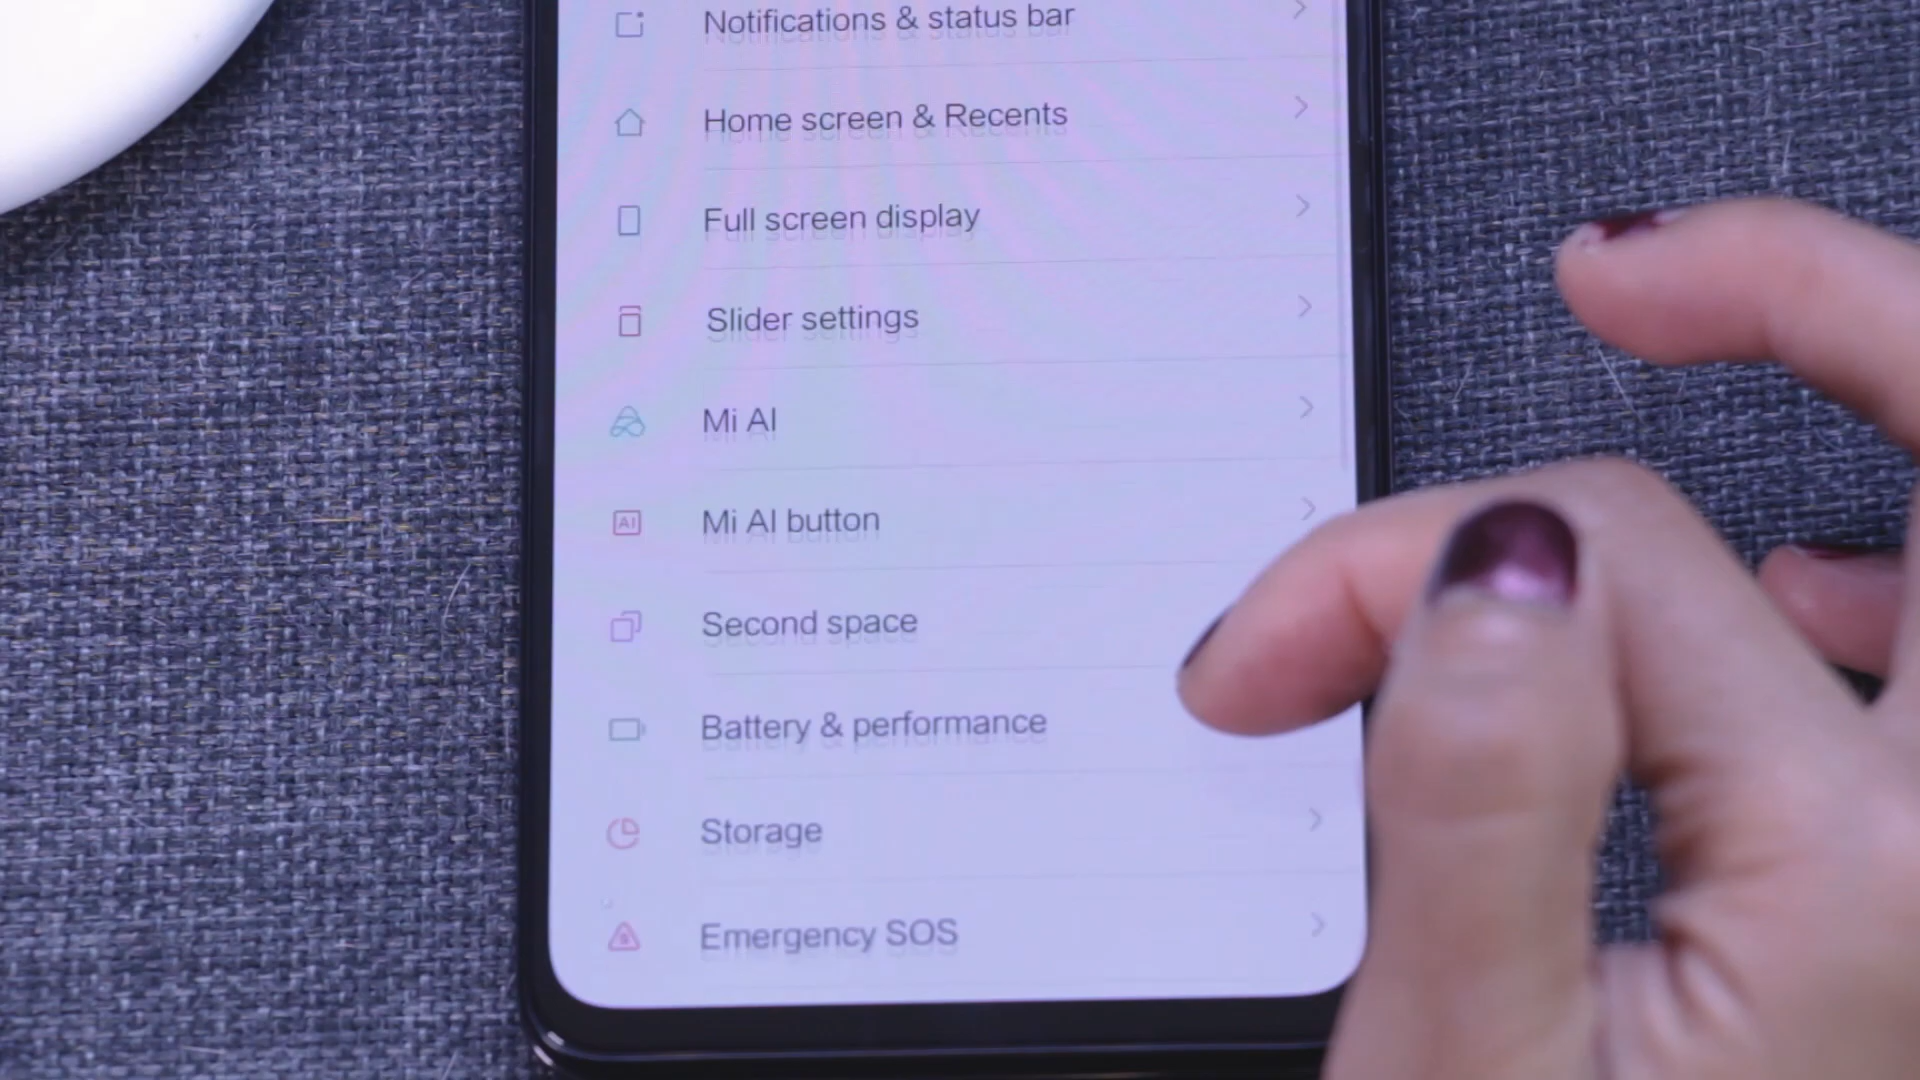 Notifications & status bar
Home screen & Recents
Full screen display
Slider settings
Mi AI
AI
Mi AI button
Second space
Battery & performance
Storage
Emergency SOS